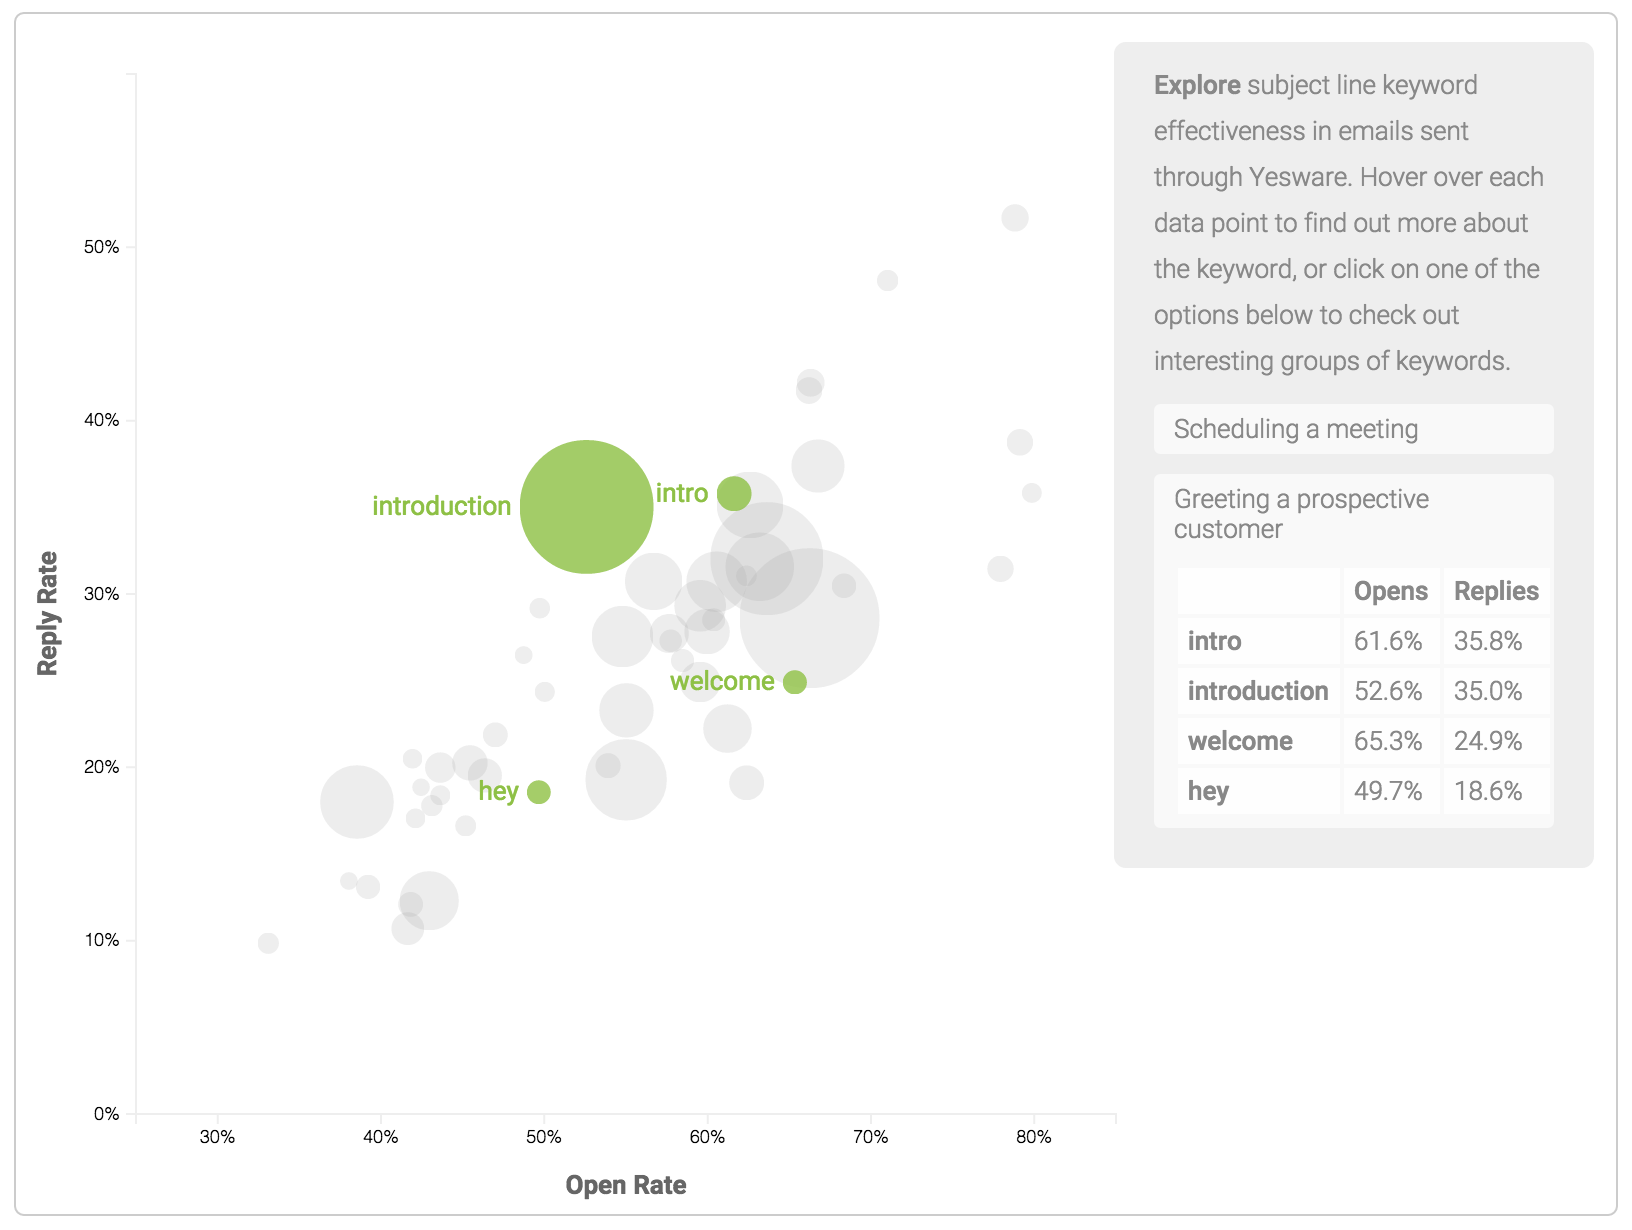 Explore subject line keyword
effectiveness in emails sent
through Yesware. Hover over each
data point to find out more about
the keyword, or click on one of the
options below to check out
interesting groups of keywords.
Scheduling a meeting
Greeting a prospective
customer
Opens Replies
intro 61.6% 35.8%
introduction 52.6% 35.0%
welcome 65.3% 24.9%
hey 49.7% 18.6%
Reply Rate
50%
40%
30%
20%
10%
0%
introduction
intro
welcome
hey
30% 40% 50% 60% 70% 80%
Open Rate